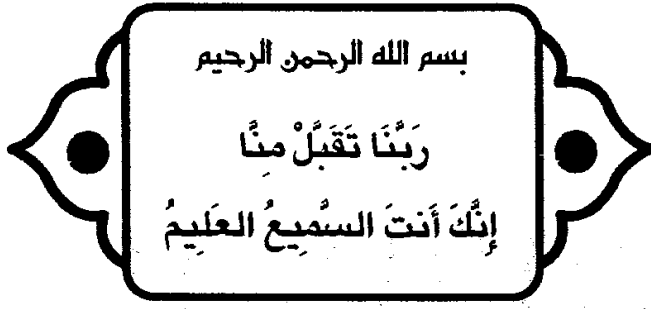 بسم الله الرحمن الرحيم
رَبَّنَا تَقَبَّلْ مِنَّا
إِنَّكَ أَنتَ السَّمِيعُ العَلِيمُ